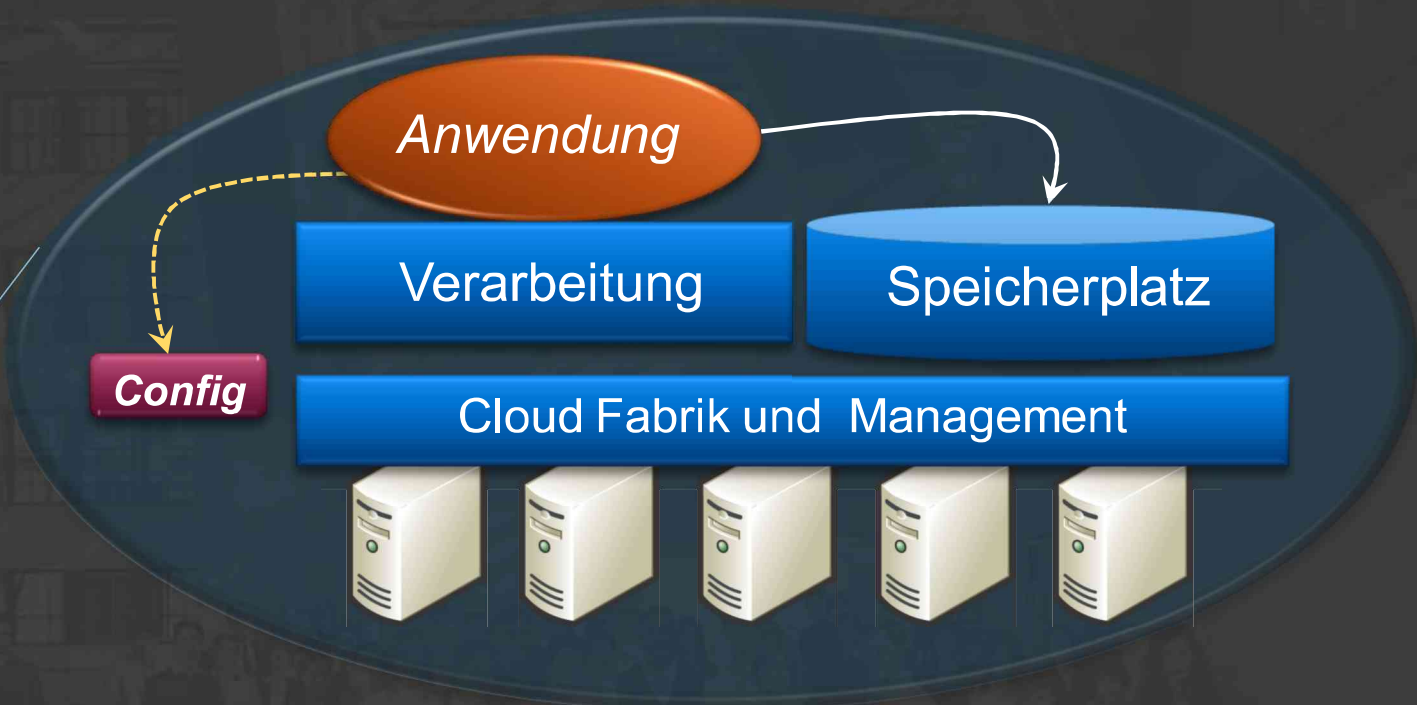 Anwendung
Verarbeitung
Speicherplatz
Config
Cloud Fabrik und Management